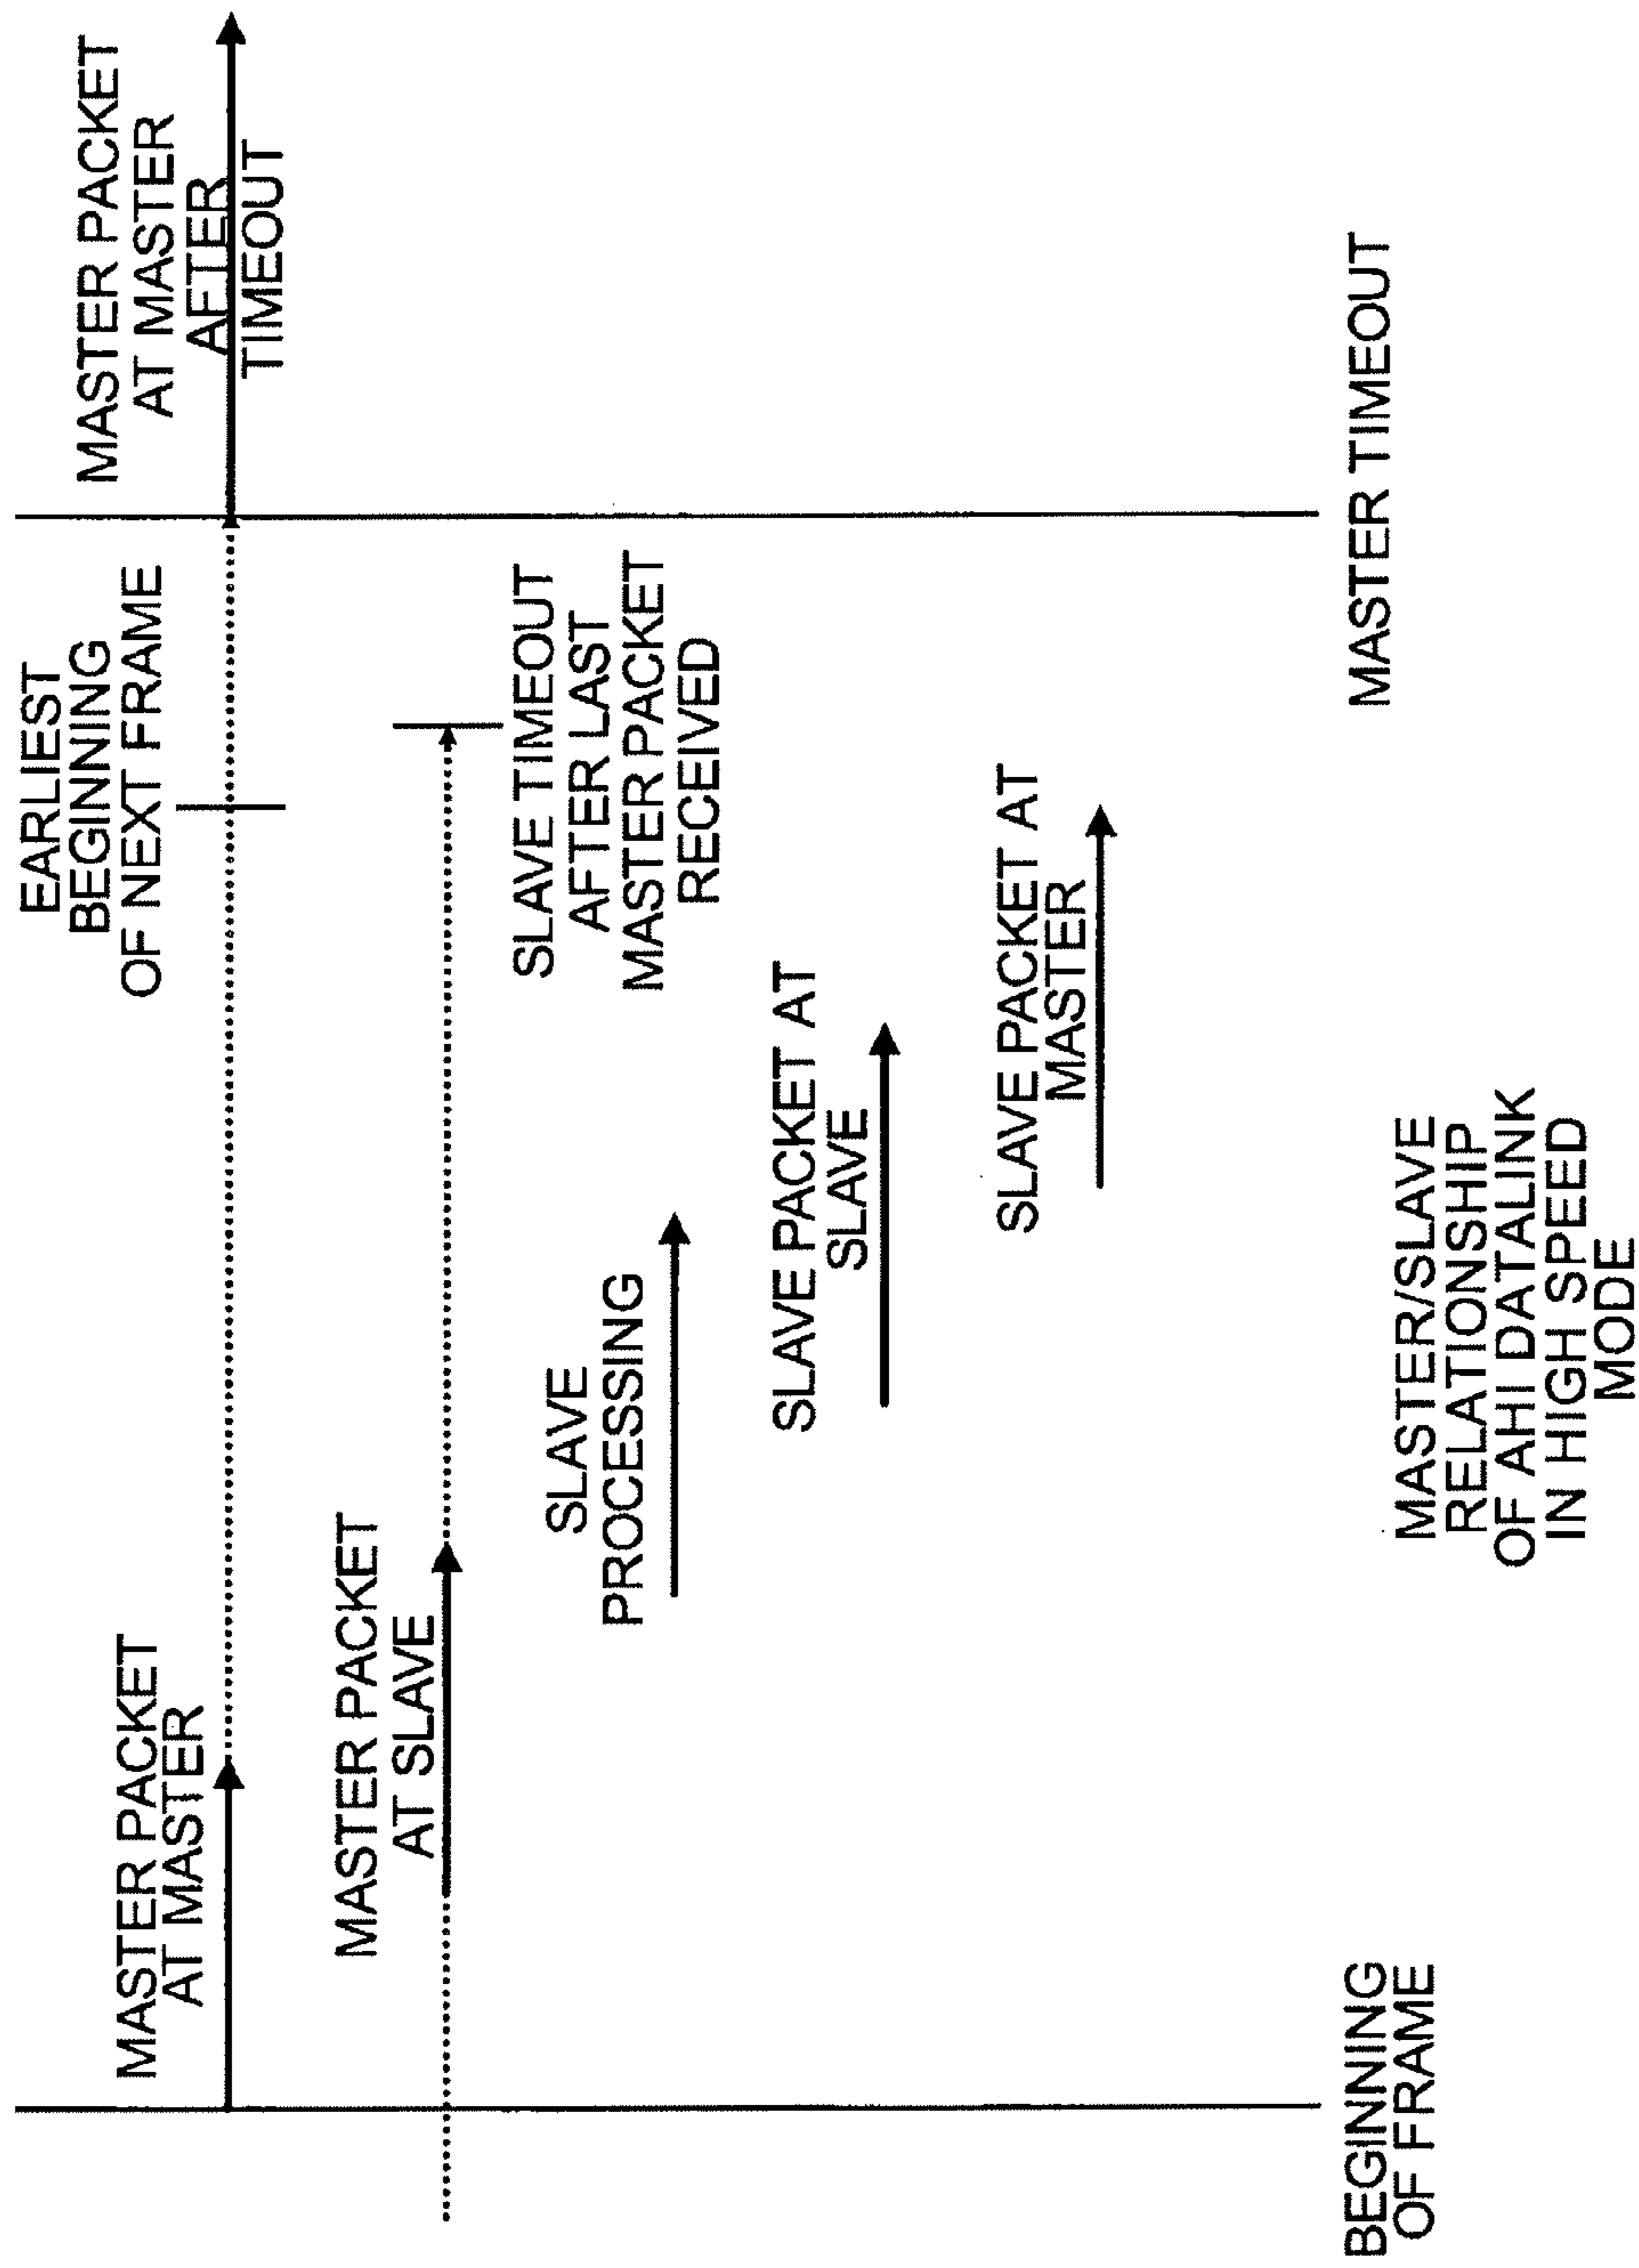 MASTER PACKET
AT MASTER
EARLIEST
BEGINNING
OF NEXT FRAME
MASTER PACKET
AT MASTER
AFTER
TIMEOUT
MASTER PACKET
AT SLAVE
SLAVE TIMEOUT
AFTER LAST
MASTER PACKET
RECEIVED
SLAVE
PROCESSING
SLAVE PACKET AT
SLAVE
SLAVE PACKET AT
MASTER
BEGINNING
OF FRAME
MASTER/SLAVE
RELATIONSHIP
OF AHI DATALINK
IN HIGH SPEED
MODE
MASTER TIMEOUT